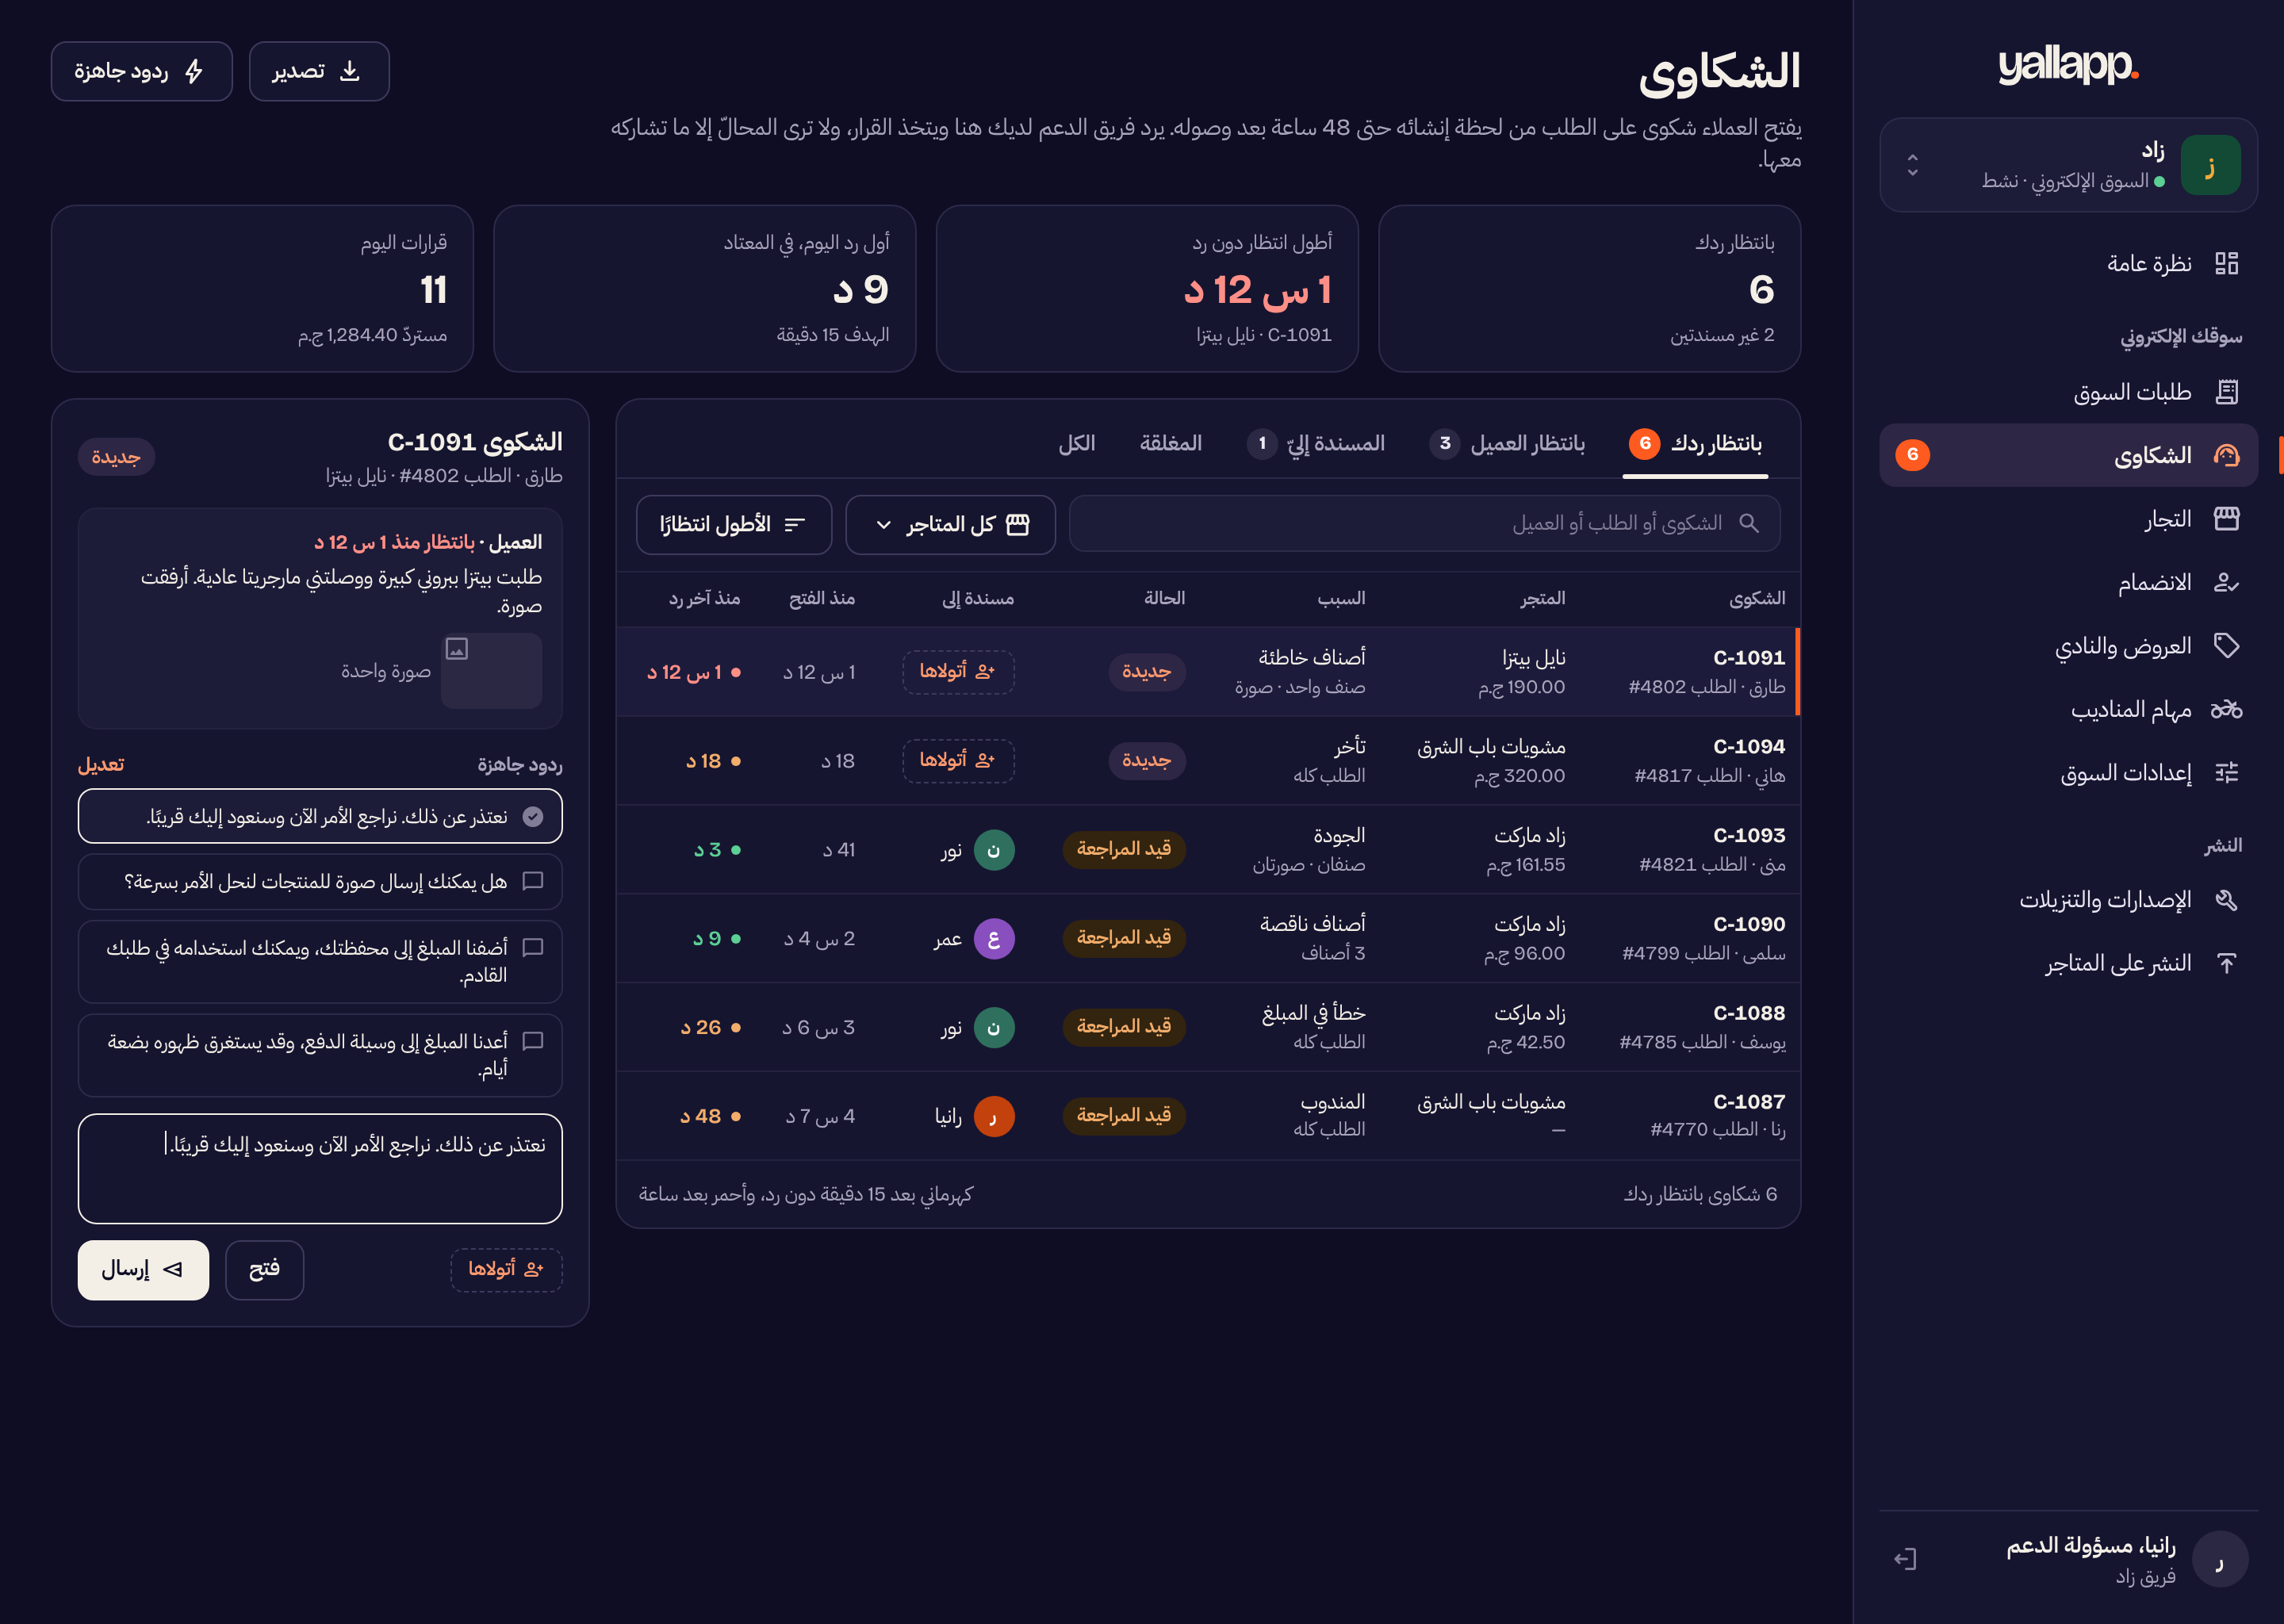 yallapp.
ز
زاد
السوق الإلكتروني · نشط
نظرة عامة
سوقك الإلكتروني
طلبات السوق
الشكاوى
6
التجار
الانضمام
العروض والنادي
مهام المناديب
إعدادات السوق
النشر
الإصدارات والتنزيلات
النشر على المتاجر
ر
رانيا، مسؤولة الدعم
فريق زاد
الشكاوى
يفتح العملاء شكوى على الطلب من لحظة إنشائه حتى 48 ساعة بعد وصوله. يرد فريق الدعم لديك هنا ويتخذ القرار، ولا ترى المحالّ إلا ما تشاركه
معها.
تصدير
ردود جاهزة
بانتظار ردك
6
2 غير مسندتين
أطول انتظار دون رد
1 س 12 د
C-1091 · نايل بيتزا
أول رد اليوم، في المعتاد
9 د
الهدف 15 دقيقة
قرارات اليوم
11
مستردّ 1,284.40 ج.م
بانتظار ردك 6
بانتظار العميل 3
المسندة إليّ 1
المغلقة
الكل
الشكوى أو الطلب أو العميل
كل المتاجر
الأطول انتظارًا
الشكوى المتجر السبب الحالة مسندة إلى منذ الفتح منذ آخر رد
C-1091 نايل بيتزا أصناف خاطئة جديدة أتولاها 1 س 12 د 1 س 12 د
طارق · الطلب 4802# 190.00 ج.م صنف واحد · صورة
C-1094 مشويات باب الشرق تأخر جديدة أتولاها 18 د 18 د
هاني · الطلب 4817# 320.00 ج.م الطلب كله
C-1093 زاد ماركت الجودة قيد المراجعة ن نور 41 د 3 د
منى · الطلب 4821# 161.55 ج.م صنفان · صورتان
C-1090 زاد ماركت أصناف ناقصة قيد المراجعة ع عمر 2 س 4 د 9 د
سلمى · الطلب 4799# 96.00 ج.م 3 أصناف
C-1088 زاد ماركت خطأ في المبلغ قيد المراجعة ن نور 3 س 6 د 26 د
يوسف · الطلب 4785# 42.50 ج.م الطلب كله
C-1087 مشويات باب الشرق المندوب قيد المراجعة ر رانيا 4 س 7 د 48 د
رنا · الطلب 4770# — الطلب كله
6 شكاوى بانتظار ردك
كهرماني بعد 15 دقيقة دون رد، وأحمر بعد ساعة
الشكوى C-1091
جديدة
طارق · الطلب 4802# · نايل بيتزا
العميل · بانتظار منذ 1 س 12 د
طلبت بيتزا ببروني كبيرة ووصلتني مارجريتا عادية. أرفقت
صورة.
صورة واحدة
ردود جاهزة
تعديل
نعتذر عن ذلك. نراجع الأمر الآن وسنعود إليك قريبًا.
هل يمكنك إرسال صورة للمنتجات لنحل الأمر بسرعة؟
أضفنا المبلغ إلى محفظتك، ويمكنك استخدامه في طلبك
القادم.
أعدنا المبلغ إلى وسيلة الدفع، وقد يستغرق ظهوره بضعة
أيام.
نعتذر عن ذلك. نراجع الأمر الآن وسنعود إليك قريبًا.
أتولاها
فتح
إرسال